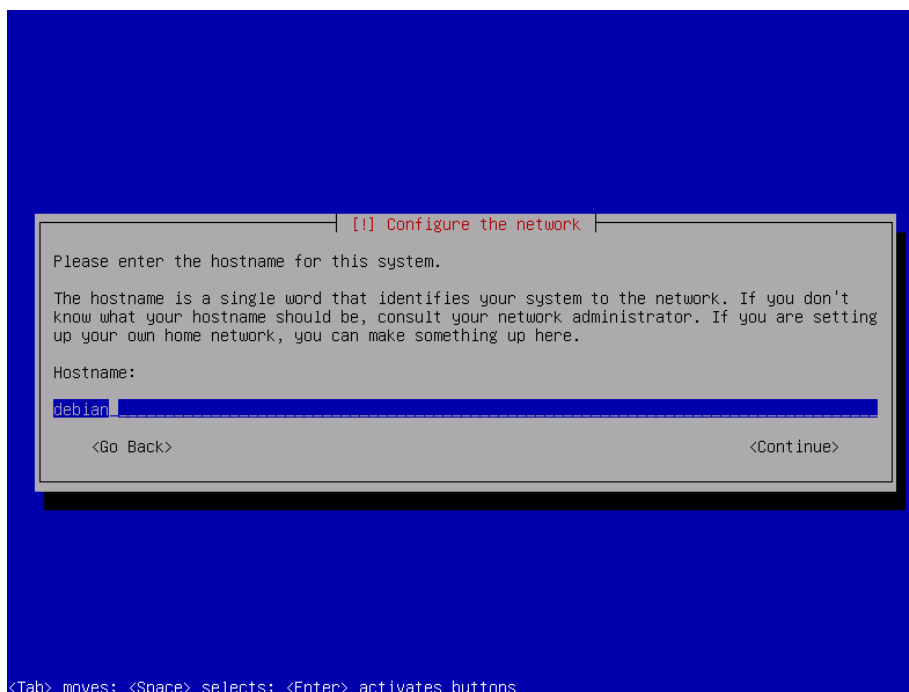 [!] Configure the network
Please enter the hostname for this system.
The hostname is a single word that identifies your system to the network. If you don't
know what your hostname should be, consult your network administrator. If you are setting
up your own home network, you can make something up here.
Hostname:
debian
<Go Back> <Continue>
<Tab> moves; <Space> selects; <Enter> activates buttons